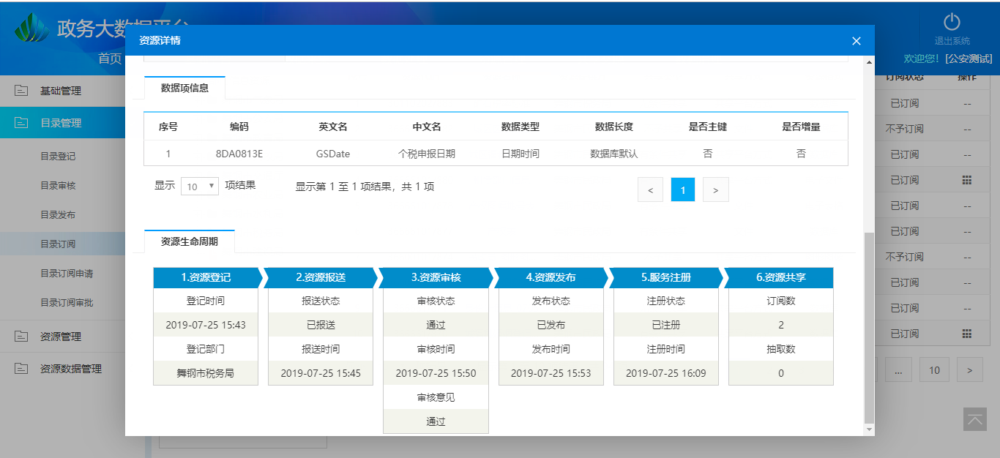 政务大数据平台
退出系统
首页
欢迎您! [公安测试]
资源详情
基础管理
目录管理
目录登记
目录审核
目录发布
目录订阅
目录订阅申请
目录订阅审批
资源管理
资源数据管理
数据项信息
序号 编码 英文名 中文名 数据类型 数据长度 是否主键 是否增量
1 8DA0813E GSDate 个税申报日期 日期时间 数据库默认 否 否
显示 10 项结果 显示第 1 至 1 项结果，共 1 项 < 1 >
资源生命周期
1.资源登记 2.资源报送 3.资源审核 4.资源发布 5.服务注册 6.资源共享
登记时间 报送状态 审核状态 发布状态 注册状态 订阅数
2019-07-25 15:43 已报送 通过 已发布 已注册 2
登记部门 报送时间 审核时间 发布时间 注册时间 抽取数
舞钢市税务局 2019-07-25 15:45 2019-07-25 15:50 2019-07-25 15:53 2019-07-25 16:09 0
审核意见
通过
订阅状态 操作
已订阅 --
不予订阅 --
已订阅 --
已订阅
已订阅 --
已订阅 --
不予订阅 --
已订阅 --
已订阅 --
已订阅
... 10 >